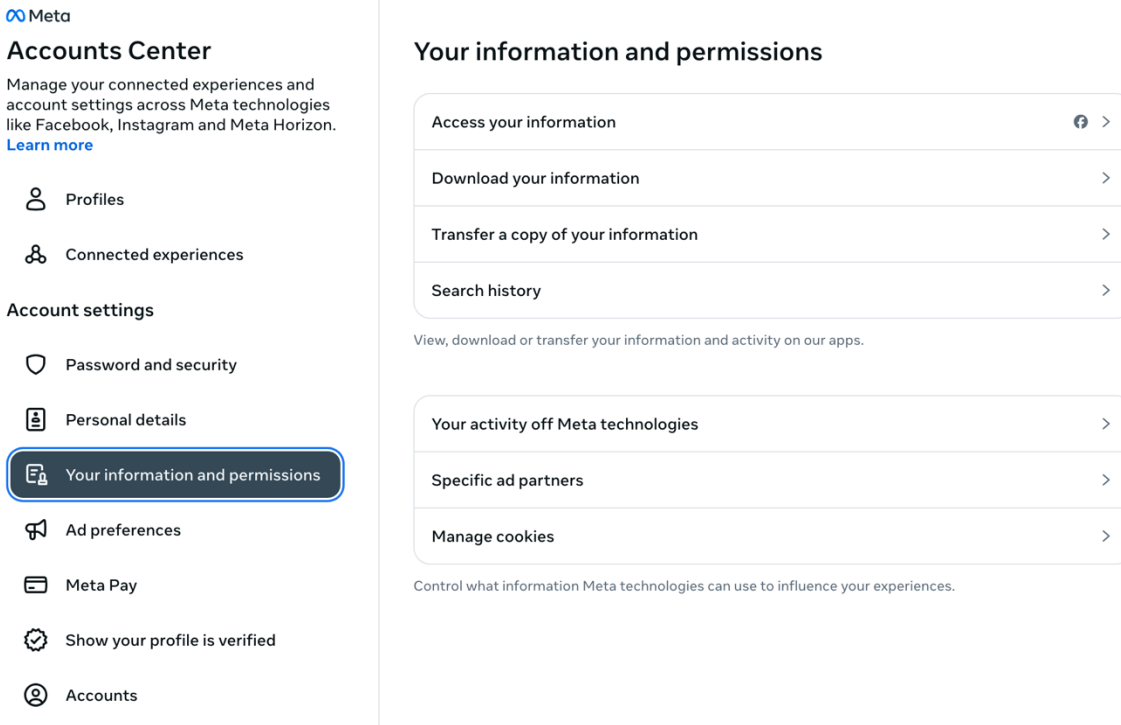 Meta
Accounts Center
Manage your connected experiences and
account settings across Meta technologies
like Facebook, Instagram and Meta Horizon.
Learn more
Profiles
Connected experiences
Account settings
Password and security
Personal details
Your information and permissions
Ad preferences
Meta Pay
Show your profile is verified
Accounts
Your information and permissions
Access your information
Download your information
Transfer a copy of your information
Search history
View, download or transfer your information and activity on our apps.
Your activity off Meta technologies
Specific ad partners
Manage cookies
Control what information Meta technologies can use to influence your experiences.